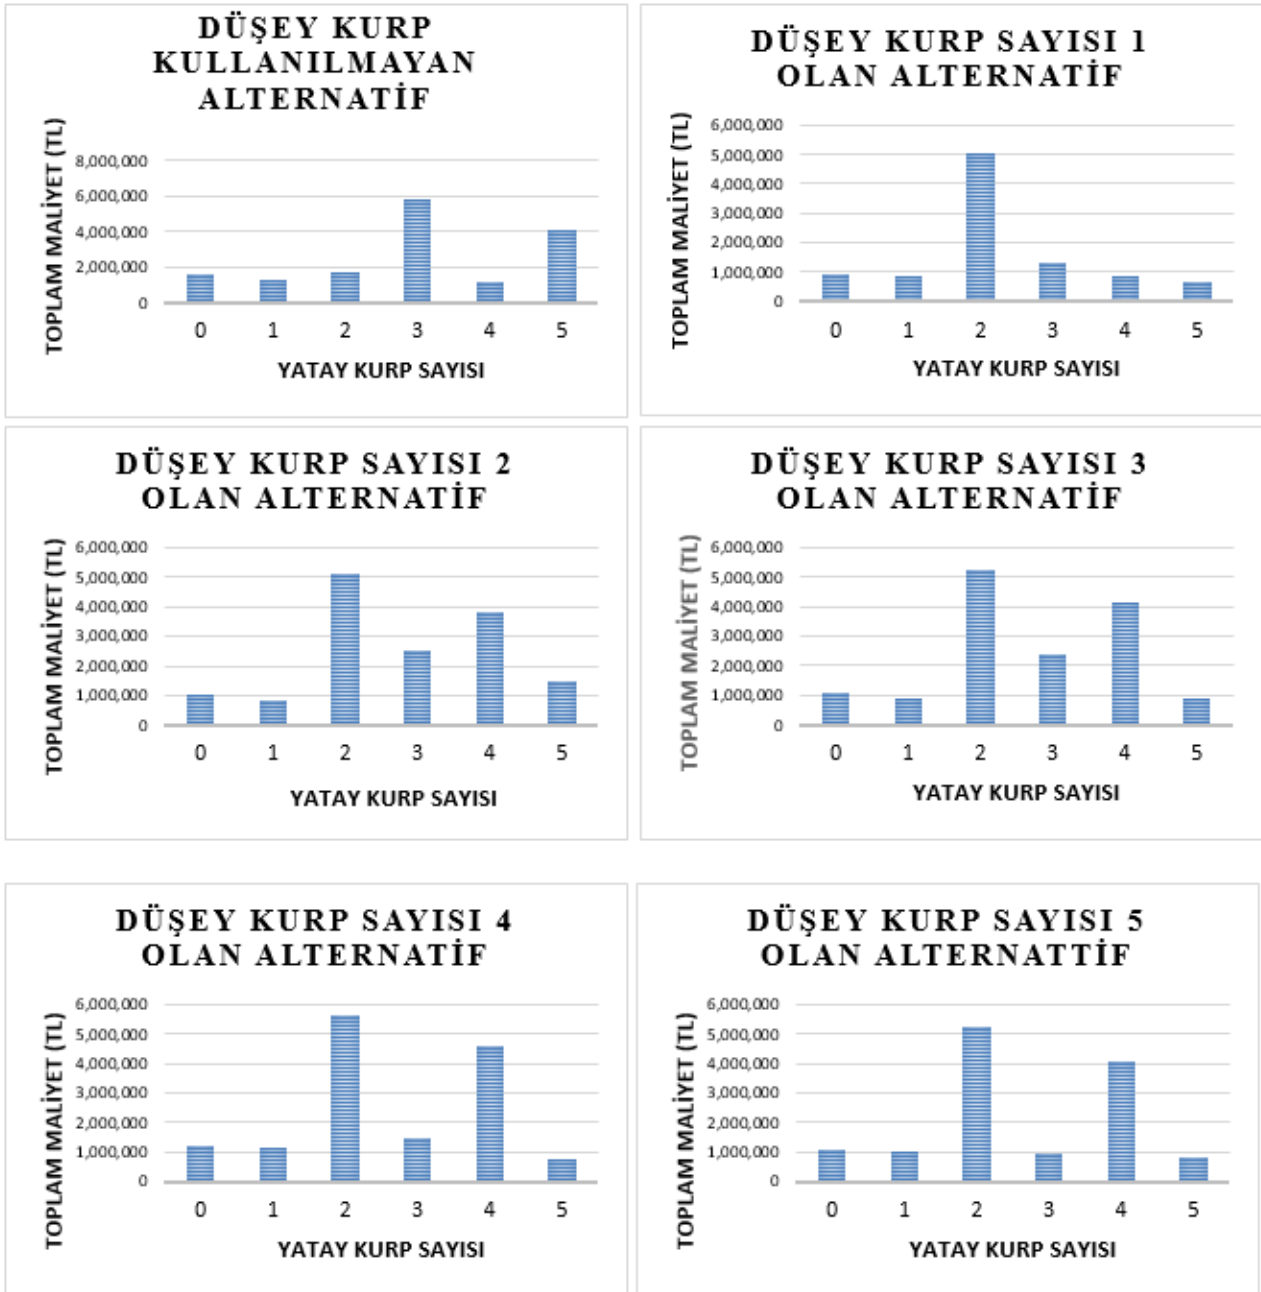 DÜŞEY KURP
KULLANILMAYAN
ALTERNATİF
TOPLAM MALİYET (TL)
8,000,000
6,000,000
4,000,000
2,000,000
0
0 1 2 3 4 5
YATAY KURP SAYISI
DÜŞEY KURP SAYISI 1
OLAN ALTERNATİF
TOPLAM MALİYET (TL)
6,000,000
5,000,000
4,000,000
3,000,000
2,000,000
1,000,000
0
0 1 2 3 4 5
YATAY KURP SAYISI
DÜŞEY KURP SAYISI 2
OLAN ALTERNATİF
TOPLAM MALİYET (TL)
6,000,000
5,000,000
4,000,000
3,000,000
2,000,000
1,000,000
0
0 1 2 3 4 5
YATAY KURP SAYISI
DÜŞEY KURP SAYISI 3
OLAN ALTERNATİF
TOPLAM MALİYET (TL)
6,000,000
5,000,000
4,000,000
3,000,000
2,000,000
1,000,000
0
0 1 2 3 4 5
YATAY KURP SAYISI
DÜŞEY KURP SAYISI 4
OLAN ALTERNATİF
TOPLAM MALİYET (TL)
6,000,000
5,000,000
4,000,000
3,000,000
2,000,000
1,000,000
0
0 1 2 3 4 5
YATAY KURP SAYISI
DÜŞEY KURP SAYISI 5
OLAN ALTERNATTİF
TOPLAM MALİYET (TL)
6,000,000
5,000,000
4,000,000
3,000,000
2,000,000
1,000,000
0
0 1 2 3 4 5
YATAY KURP SAYISI